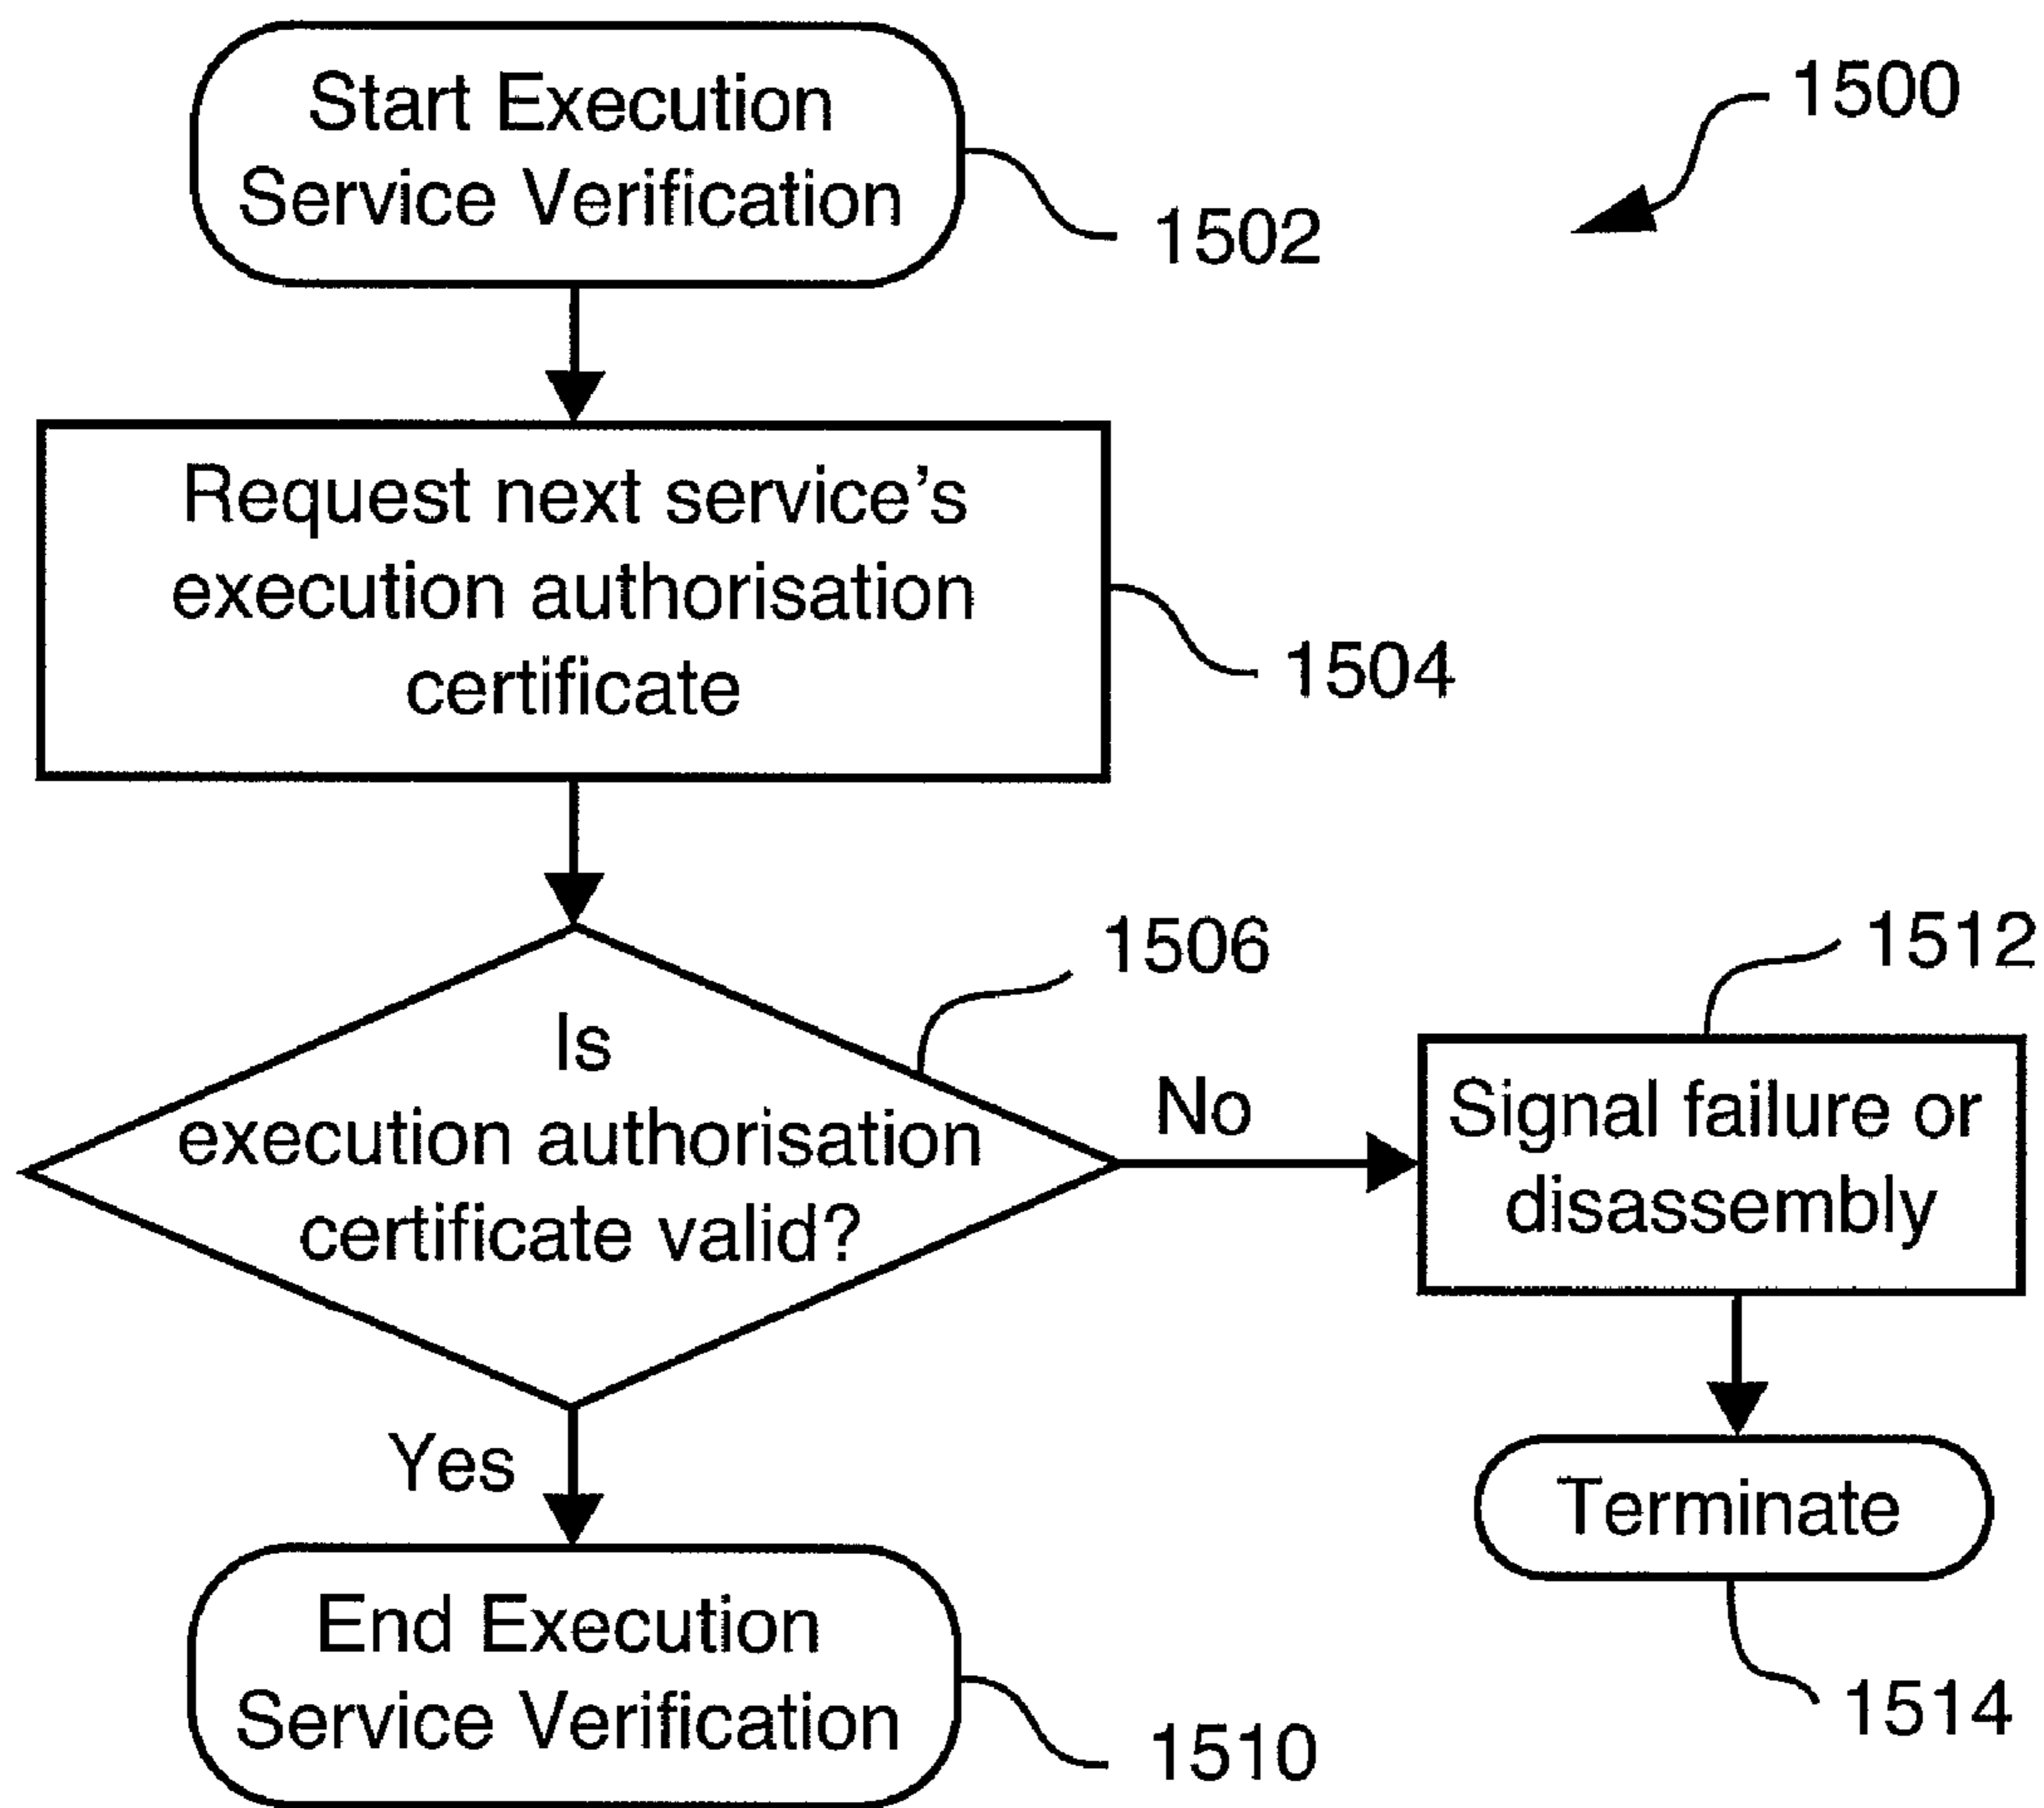 Start Execution
Service Verification
1500
1502
Request next service's
execution authorisation
certificate
1504
1506
Is
execution authorisation
certificate valid?
No
1512
Signal failure or
disassembly
Yes
Terminate
1514
End Execution
Service Verification
1510